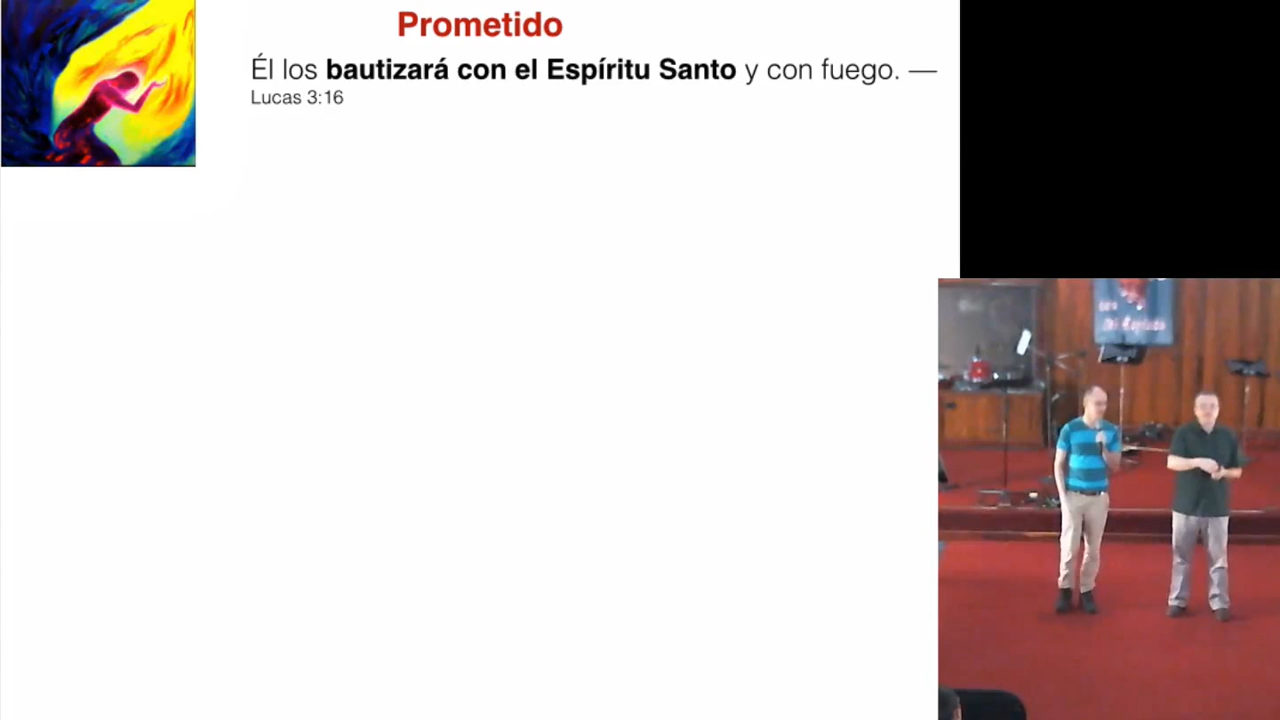 Prometido
Él los bautizará con el Espíritu Santo y con fuego. —
Lucas 3:16